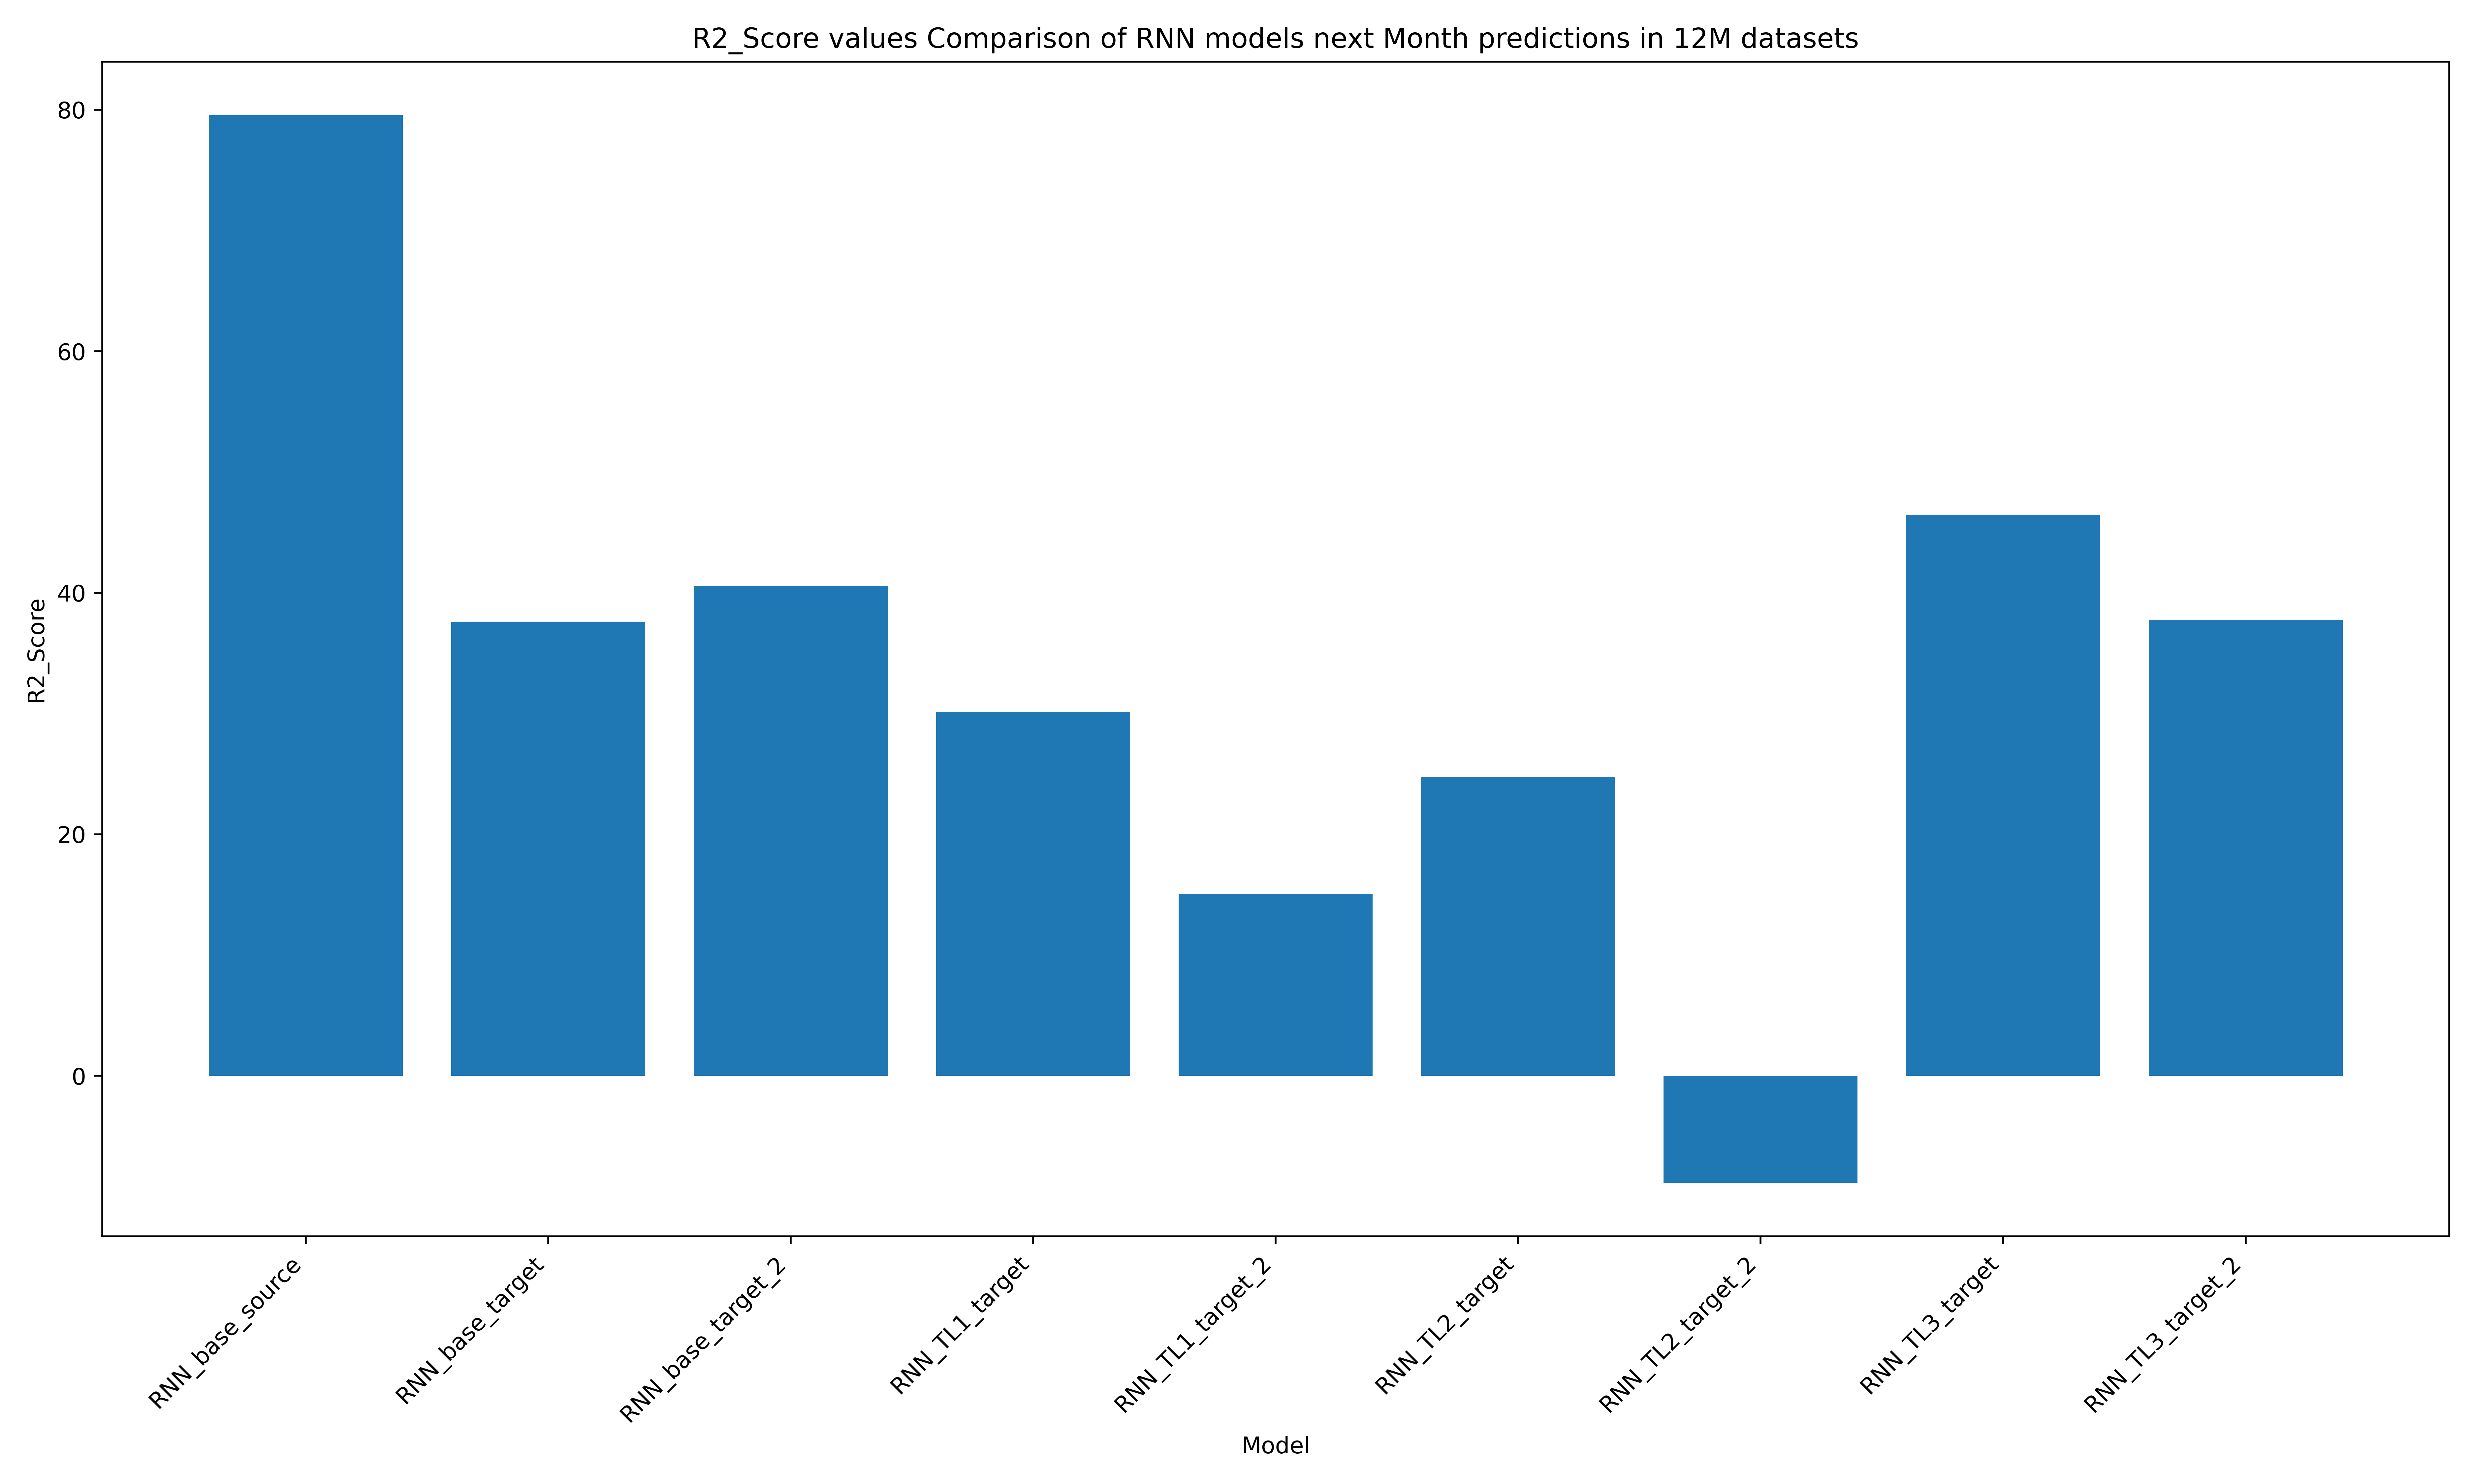 R2_Score values Comparison of RNN models next Month predictions in 12M datasets
R2_Score
80
60
40
20
0
RNN_base_source
RNN_base_target
RNN_base_target_2
RNN_TL1_target
RNN_TL1_target_2
RNN_TL2_target
RNN_TL2_target_2
RNN_TL3_target
RNN_TL3_target_2
Model